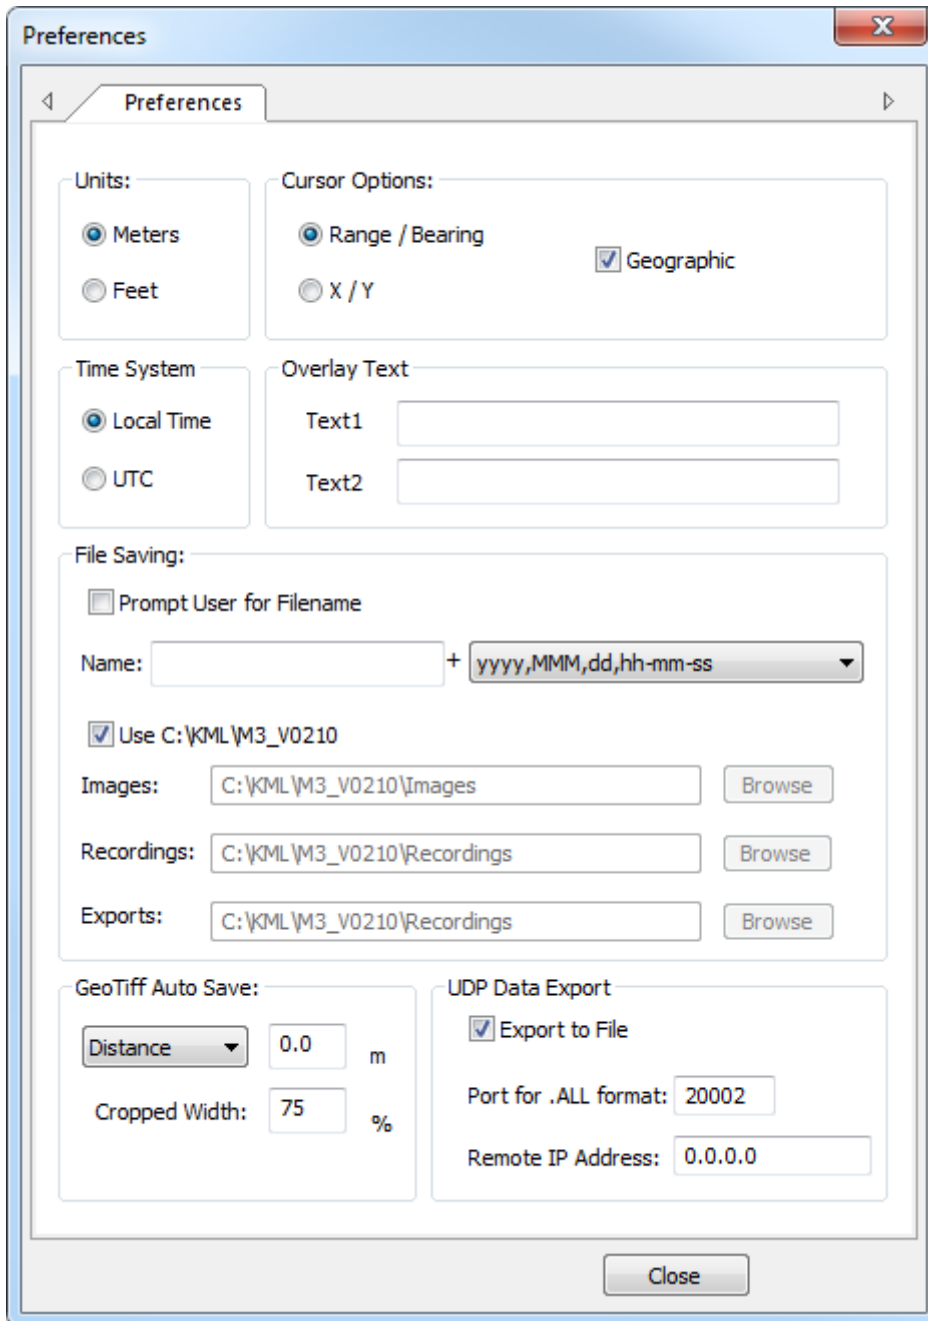 Preferences
Preferences
Units:
Cursor Options:
Meters
Range / Bearing
Geographic
Feet
X / Y
Time System
Overlay Text
Local Time
Text1
UTC
Text2
File Saving:
Prompt User for Filename
Name:
+
yyyy,MMM,dd,hh-mm-ss
Use C:\KML\M3_V0210
Images:
C:\KML\M3_V0210\Images
Browse
Recordings:
C:\KML\M3_V0210\Recordings
Browse
Exports:
C:\KML\M3_V0210\Recordings
Browse
GeoTiff Auto Save:
UDP Data Export
Distance
0.0
m
Export to File
Cropped Width:
75
%
Port for .ALL format:
20002
Remote IP Address:
0.0.0.0
Close